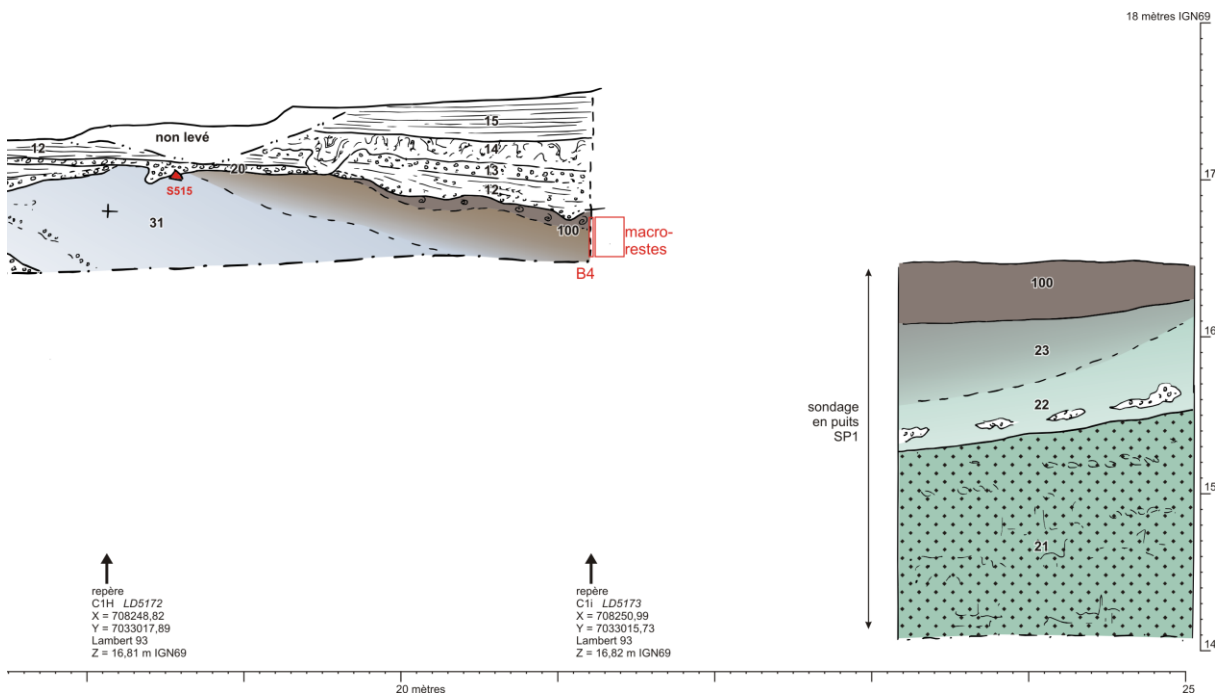 18 mètres IGN69
15
non levé
12
14
20
13
17
S515
12
31
100
macro-
restes
B4
100
16
23
sondage
en puits
SP1
22
15
21
repère
C1H LD5172
X = 708248,82
Y = 7033017,89
Lambert 93
Z = 16,81 m IGN69
repère
C1i LD5173
X = 708250,99
Y = 7033015,73
Lambert 93
Z = 16,82 m IGN69
14
20 mètres
25